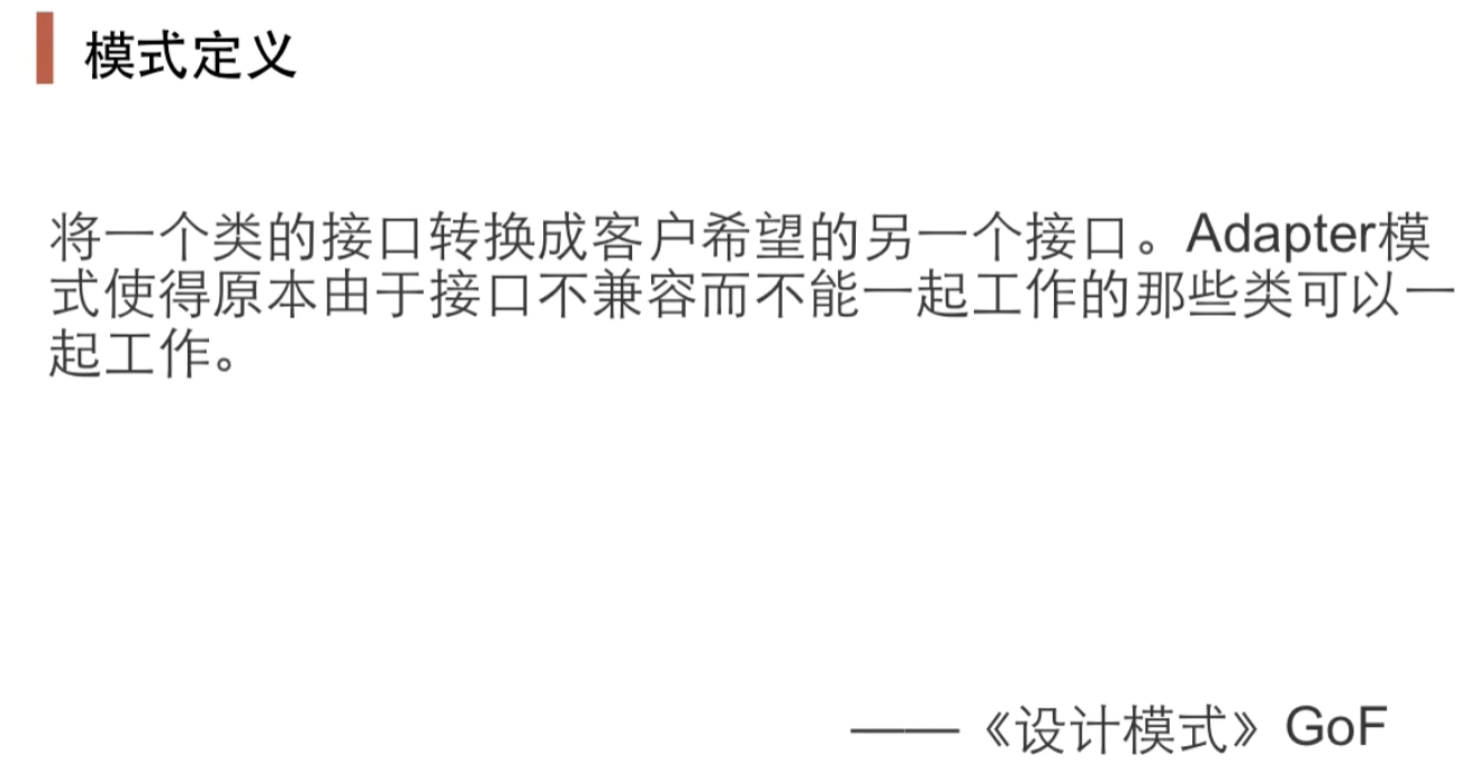 模式定义
将一个类的接口转换成客户希望的另一个接口。Adapter模
式使得原本由于接口不兼容而不能一起工作的那些类可以一
起工作。
——《设计模式》GoF